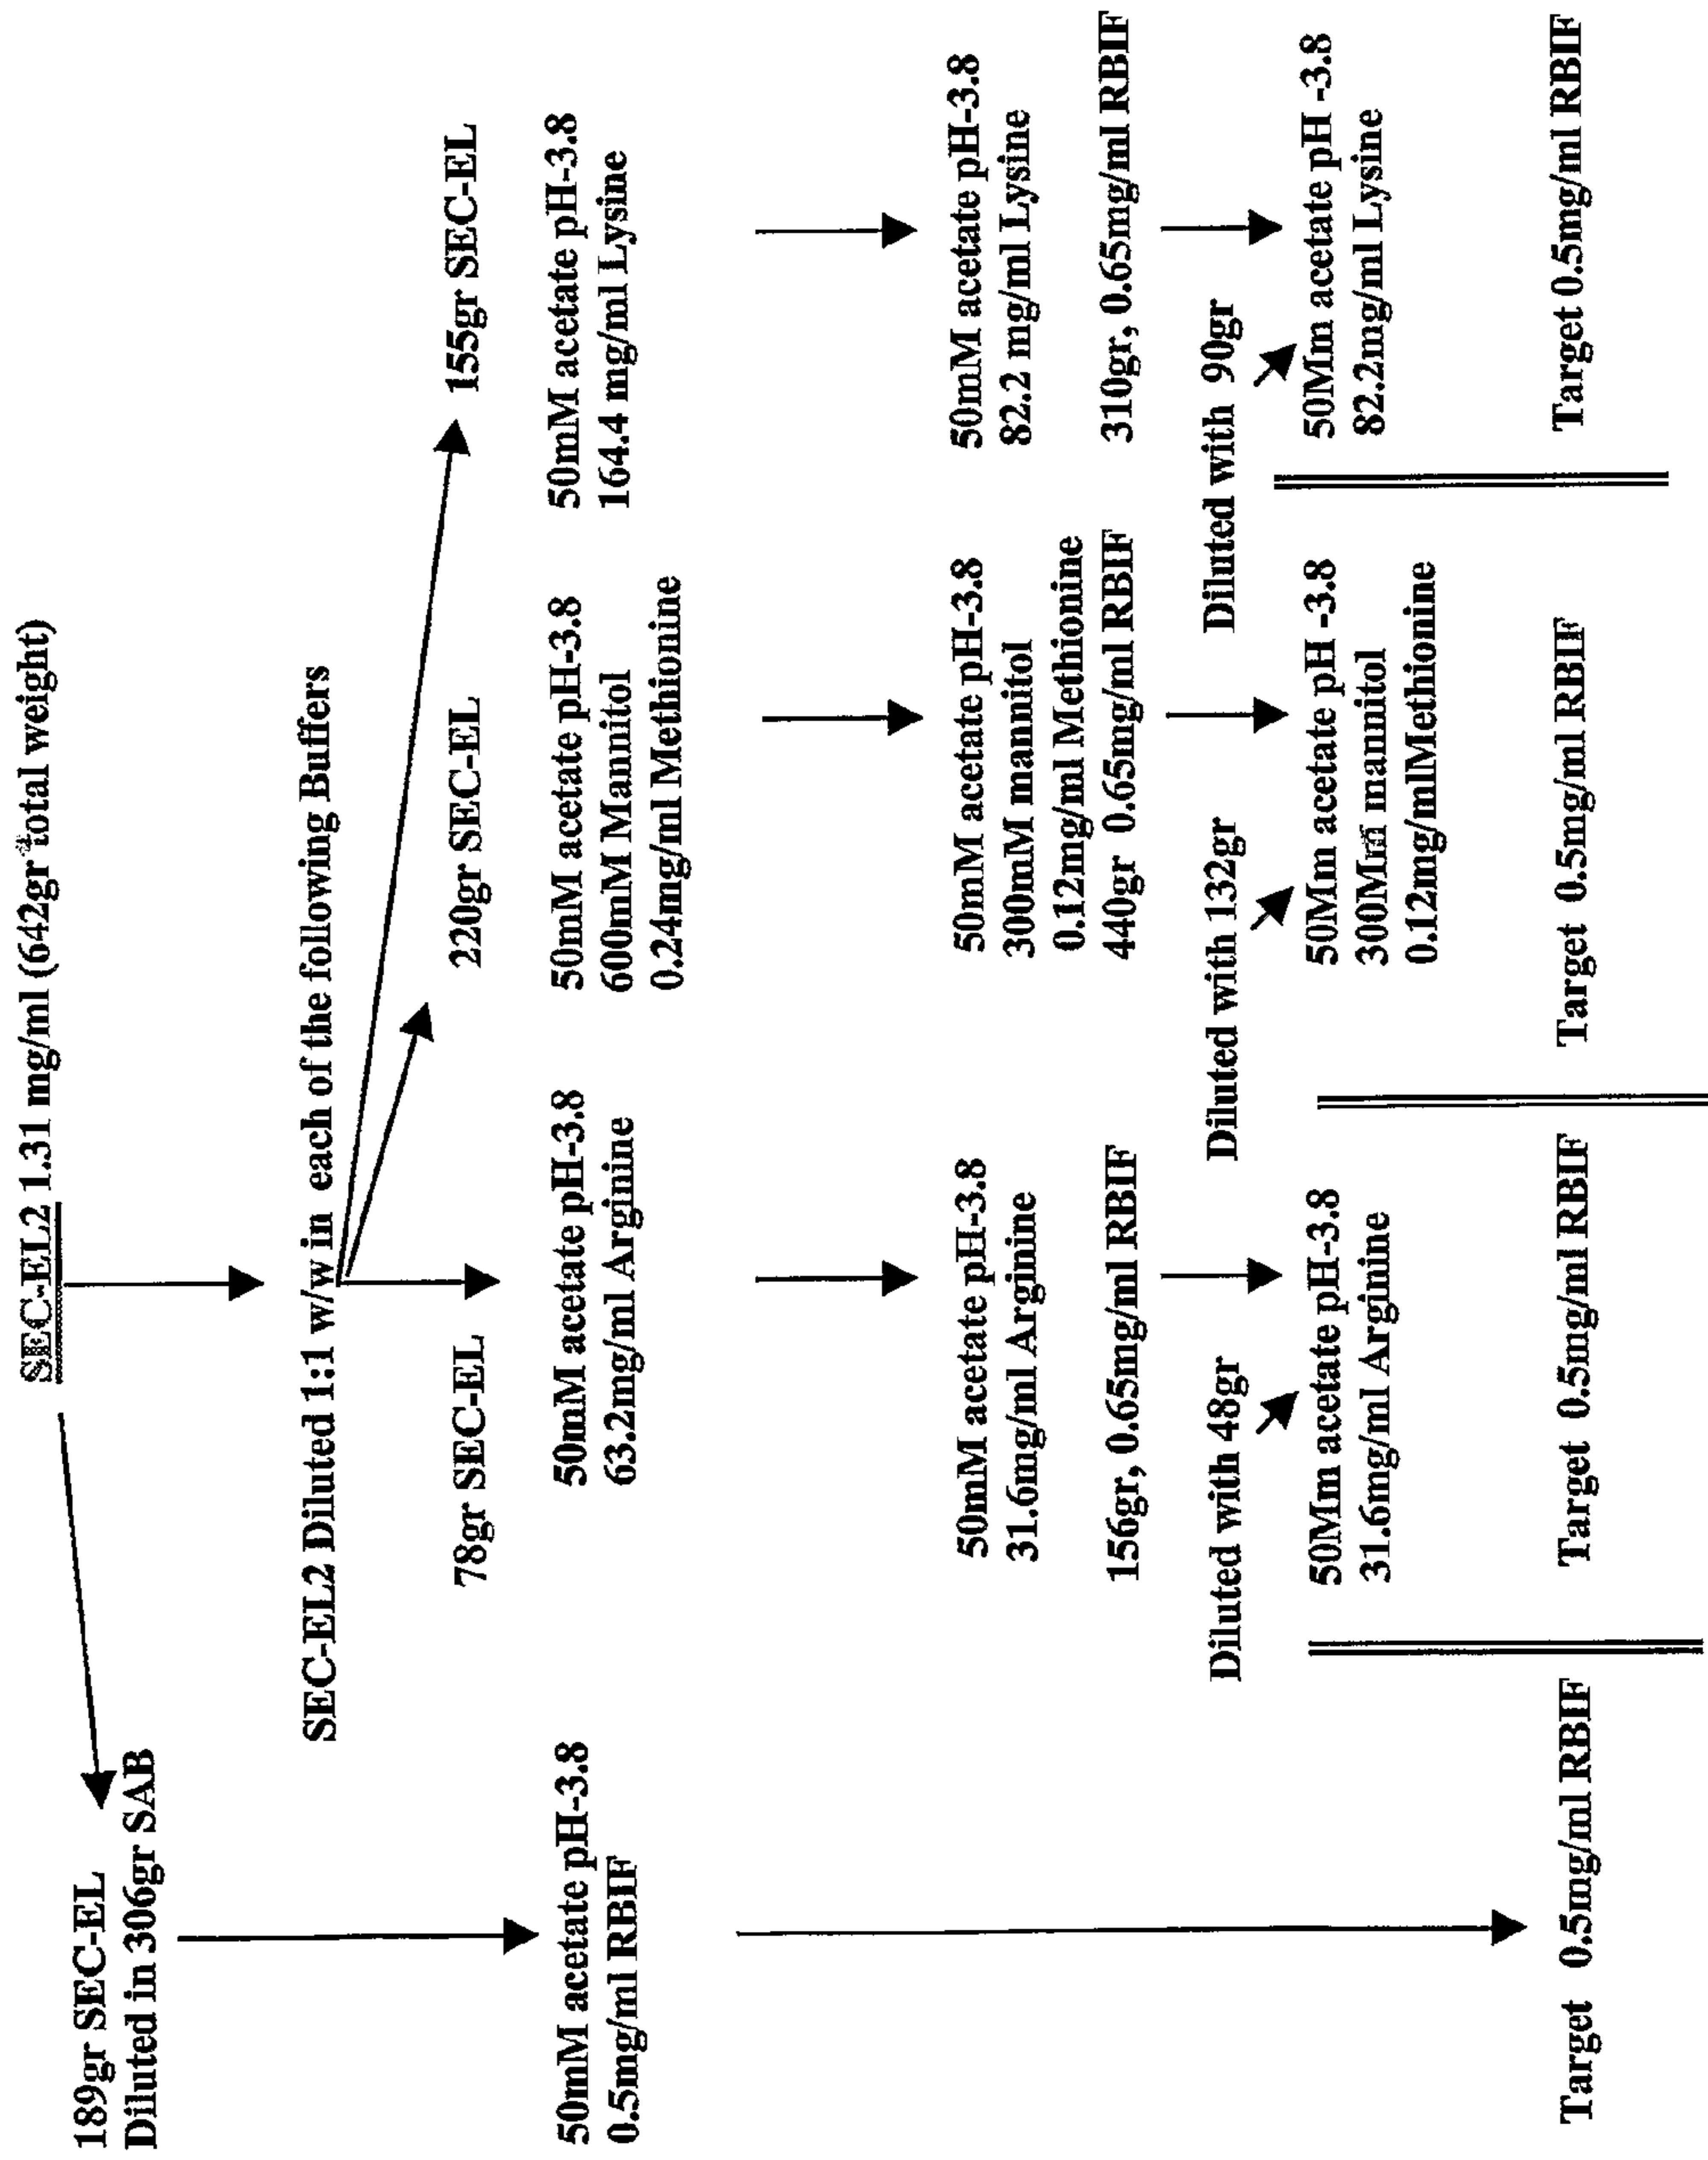 SEC-EL2 1.31 mg/ml (642gr total weight)
189gr SEC-EL
Diluted in 306gr SAB
SEC-EL2 Diluted 1:1 w/w in each of the following Buffers
78gr SEC-EL
220gr SEC-EL
155gr SEC-EL
50mM acetate pH-3.8
0.5mg/ml RBIF
50mM acetate pH-3.8
63.2mg/ml Arginine
50mM acetate pH-3.8
600mM Mannitol
0.24mg/ml Methionine
50mM acetate pH-3.8
164.4 mg/ml Lysine
50mM acetate pH-3.8
31.6mg/ml Arginine
156gr, 0.65mg/ml RBIF
50mM acetate pH-3.8
300mM mannitol
0.12mg/ml Methionine
440gr 0.65mg/ml RBIF
50mM acetate pH-3.8
82.2 mg/ml Lysine
310gr, 0.65mg/ml RBIF
Diluted with 48gr
Diluted with 132gr
Diluted with 90gr
50Mm acetate pH-3.8
31.6mg/ml Arginine
50Mm acetate pH -3.8
300Mm mannitol
0.12mg/mlMethionine
50Mm acetate pH -3.8
82.2mg/ml Lysine
Target 0.5mg/ml RBIF
Target 0.5mg/ml RBIF
Target 0.5mg/ml RBIF
Target 0.5mg/ml RBIF